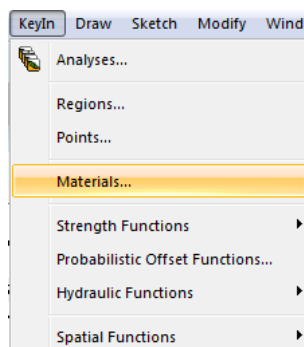 KeyIn Draw Sketch Modify Wind
Analyses...
Regions...
Points...
Materials...
Strength Functions
Probabilistic Offset Functions...
Hydraulic Functions
Spatial Functions